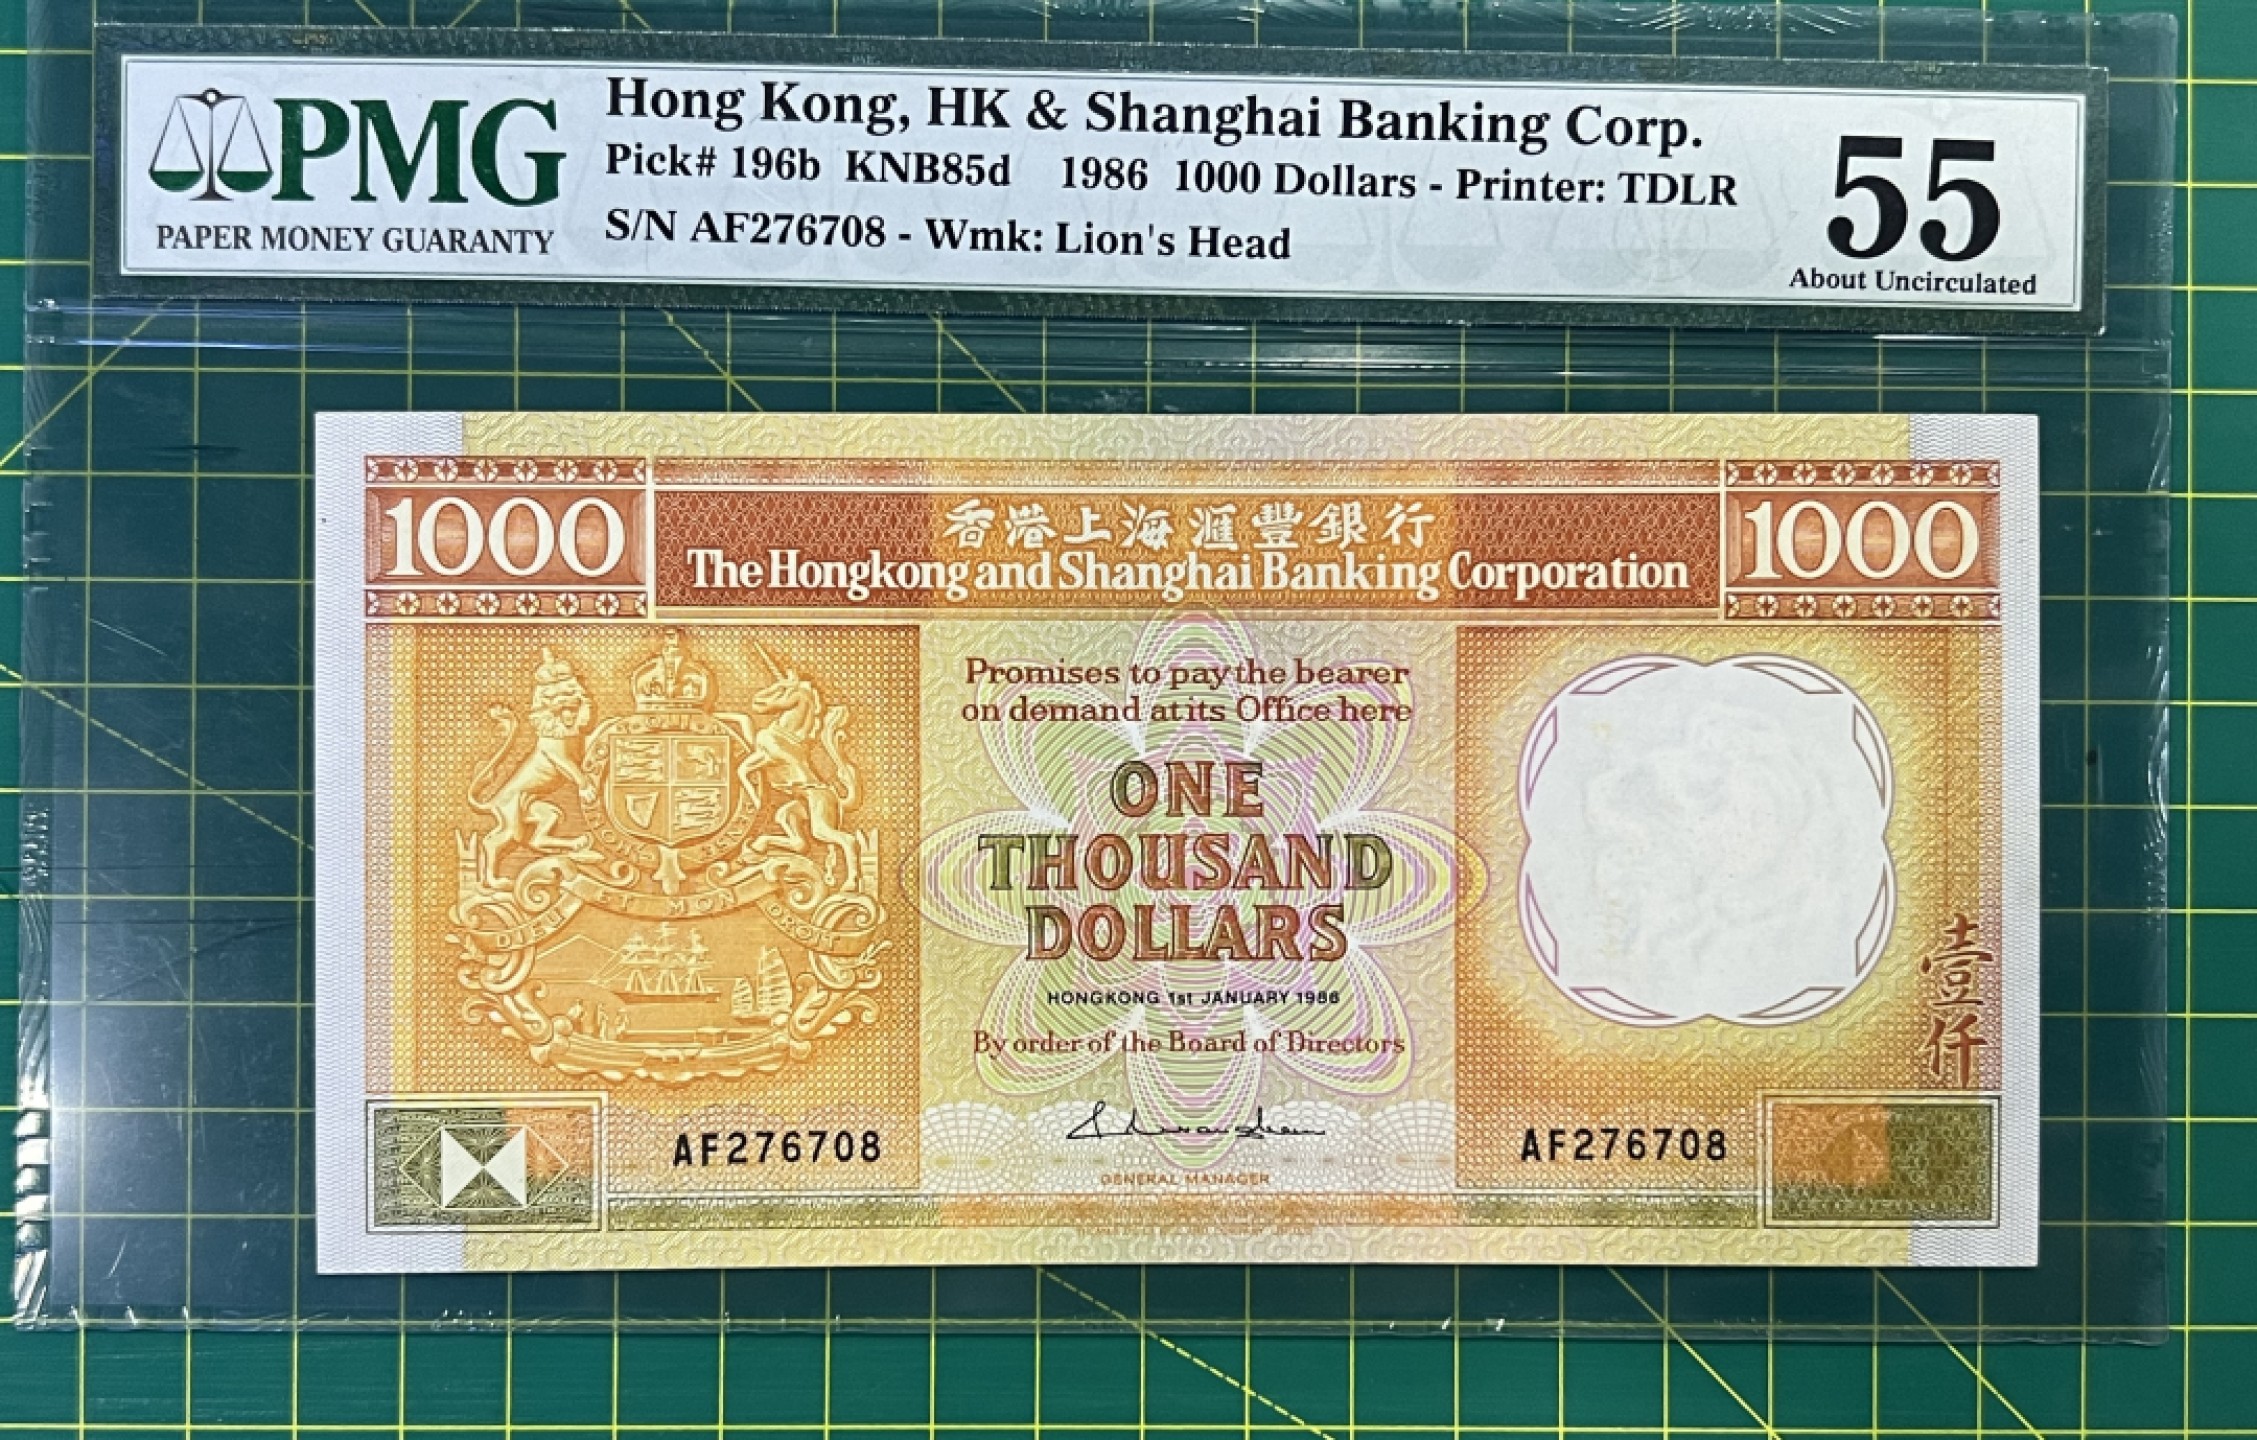 PMG
PAPER MONEY GUARANTY
Hong Kong, HK & Shanghai Banking Corp.
Pick# 196b KNB85d 1986 1000 Dollars - Printer: TDLR
S/N AF276708 - Wmk: Lion's Head
55
About Uncirculated
1000
香港上海滙豐銀行
The Hongkong and Shanghai Banking Corporation
1000
Promises to pay the bearer
on demand at its Office here
ONE
THOUSAND
DOLLARS
HONGKONG 1st JANUARY 1986
By order of the Board of Directors
DIEU ET MON DROIT
壹仟
AF276708
GENERAL MANAGER
AF276708